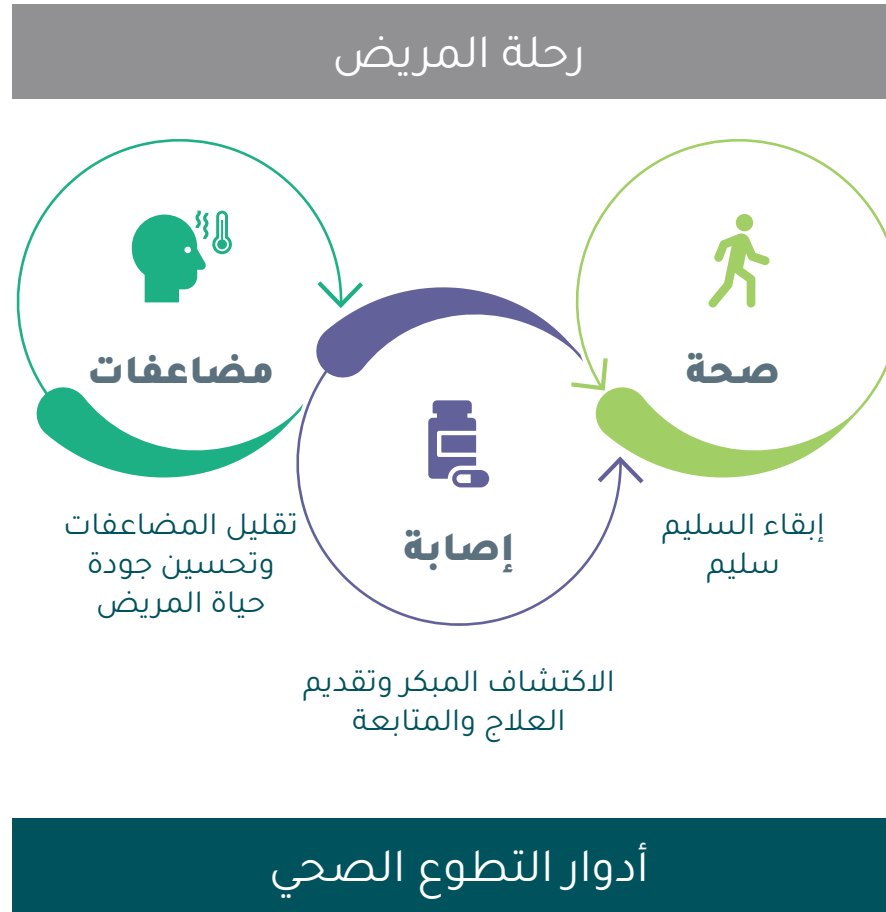 رحلة المريض
صحة
إبقاء السليم
سليم
إصابة
الاكتشاف المبكر وتقديم
العلاج والمتابعة
مضاعفات
تقليل المضاعفات
وتحسين جودة
حياة المريض
أدوار التطوع الصحي